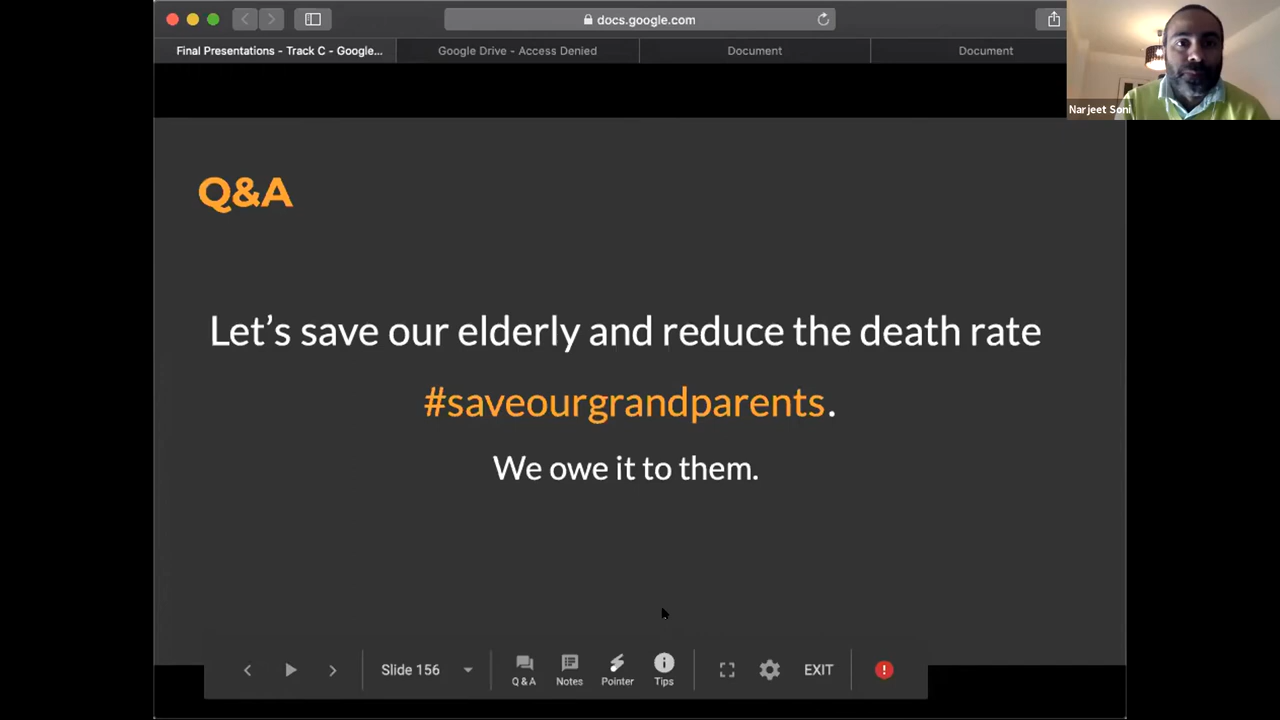 docs.google.com
Final Presentations - Track C - Google...
Google Drive - Access Denied
Document
Document
Narjeet Soni
Q&A
Let’s save our elderly and reduce the death rate
#saveourgrandparents.
We owe it to them.
Slide 156
Q & A
Notes
Pointer
Tips
EXIT